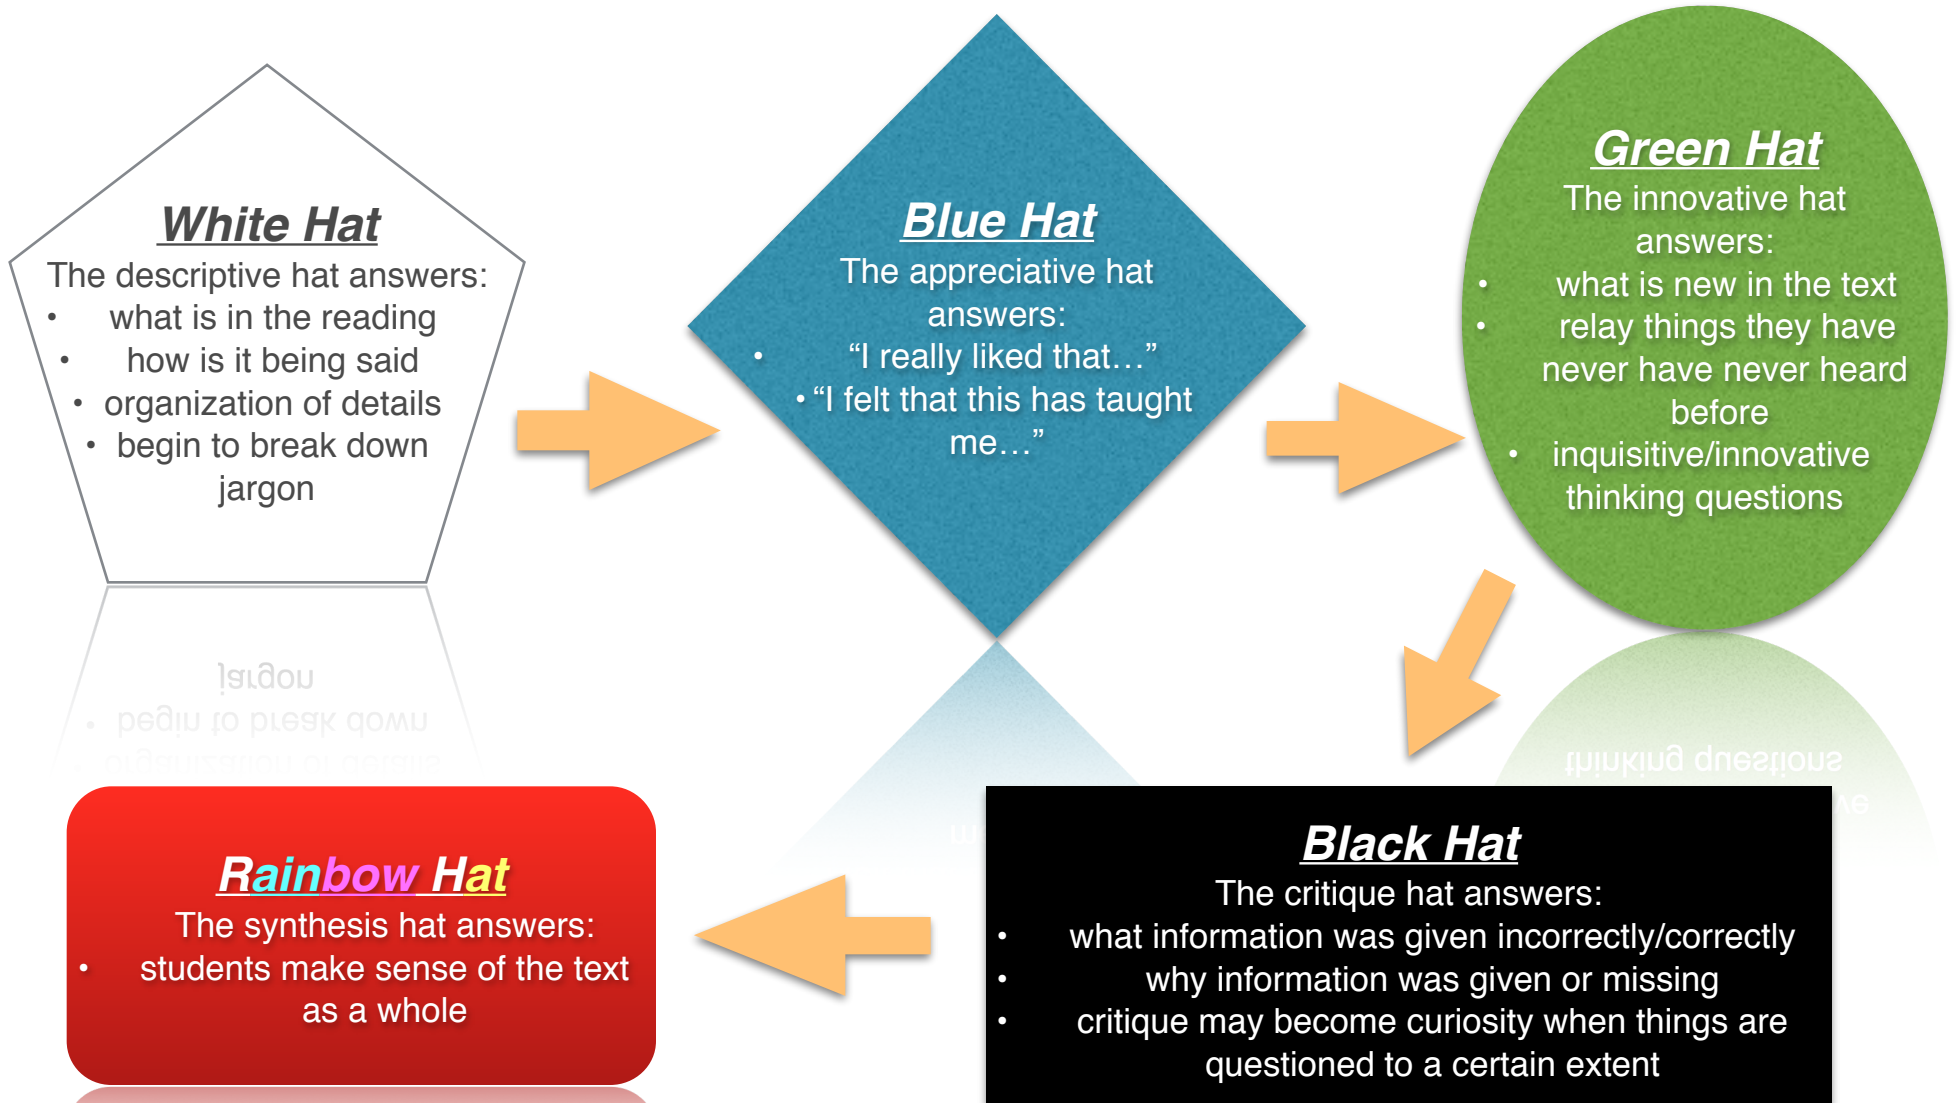 White Hat
The descriptive hat answers:
• what is in the reading
• how is it being said
• organization of details
• begin to break down
jargon
Blue Hat
The appreciative hat
answers:
• “I really liked that…”
• “I felt that this has taught
me…”
Green Hat
The innovative hat
answers:
• what is new in the text
• relay things they have
never have never heard
before
• inquisitive/innovative
thinking questions
Black Hat
The critique hat answers:
• what information was given incorrectly/correctly
• why information was given or missing
• critique may become curiosity when things are
questioned to a certain extent
Rainbow Hat
The synthesis hat answers:
• students make sense of the text
as a whole